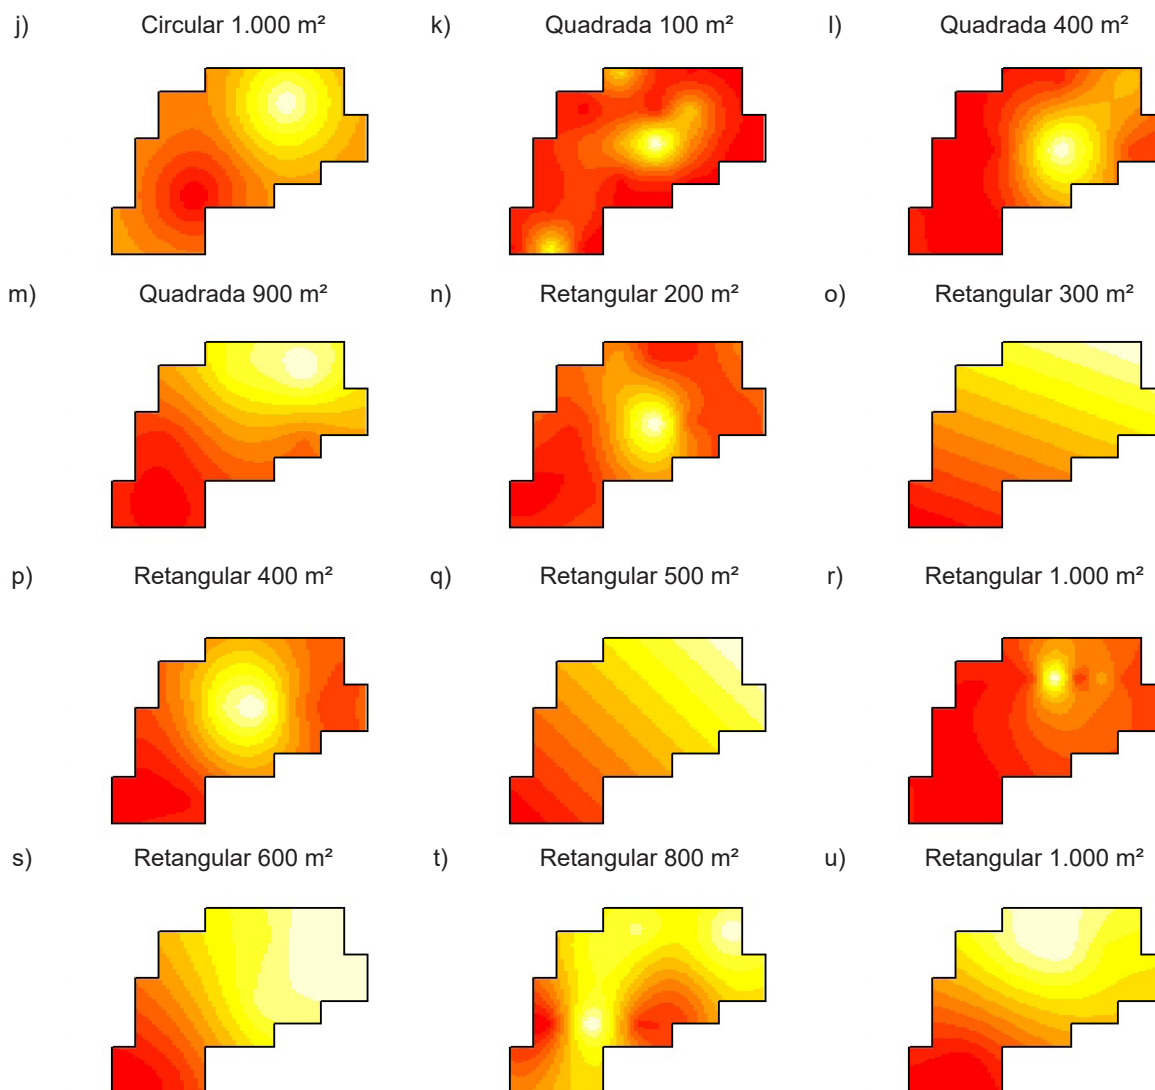 j) Circular 1.000 m² k) Quadrada 100 m² l) Quadrada 400 m²
m) Quadrada 900 m² n) Retangular 200 m² o) Retangular 300 m²
p) Retangular 400 m² q) Retangular 500 m² r) Retangular 1.000 m²
s) Retangular 600 m² t) Retangular 800 m² u) Retangular 1.000 m²